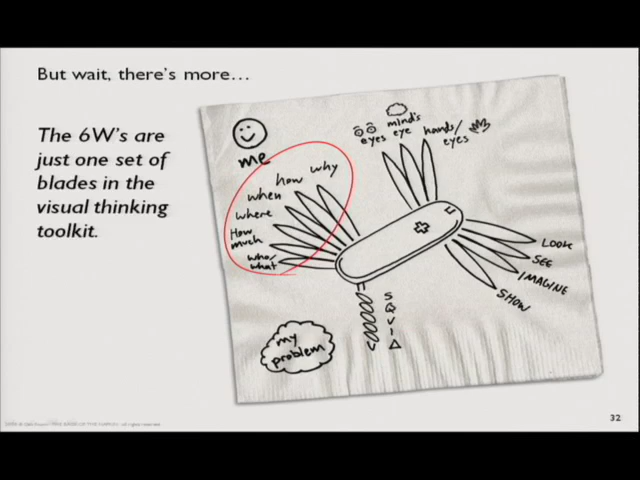 But wait, there's more…
The 6W's are
just one set of
blades in the
visual thinking
toolkit.
me
how why
when
where
How
much
who/
what
eyes
mind's
eye
hands/
eyes
LOOK
SEE
IMAGINE
SHOW
S
Q
V
I
Δ
my
problem
32